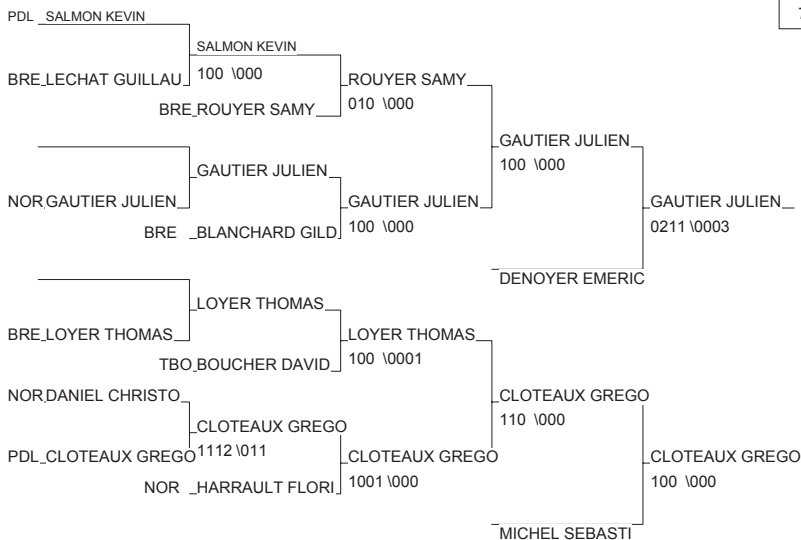 PDL SALMON KEVIN
SALMON KEVIN
100 \000
BRE LECHAT GUILLAU
ROUYER SAMY
010 \000
BRE ROUYER SAMY
GAUTIER JULIEN
100 \000
GAUTIER JULIEN
NOR GAUTIER JULIEN
GAUTIER JULIEN
100 \000
GAUTIER JULIEN
0211 \0003
BRE BLANCHARD GILD
DENOYER EMERIC
LOYER THOMAS
BRE LOYER THOMAS
LOYER THOMAS
100 \0001
TBO BOUCHER DAVID
NOR DANIEL CHRISTO
CLOTEAUX GREGO
110 \000
CLOTEAUX GREGO
1112 \011
PDL CLOTEAUX GREGO
CLOTEAUX GREGO
1001 \000
CLOTEAUX GREGO
100 \000
NOR HARRAULT FLORI
MICHEL SEBASTI